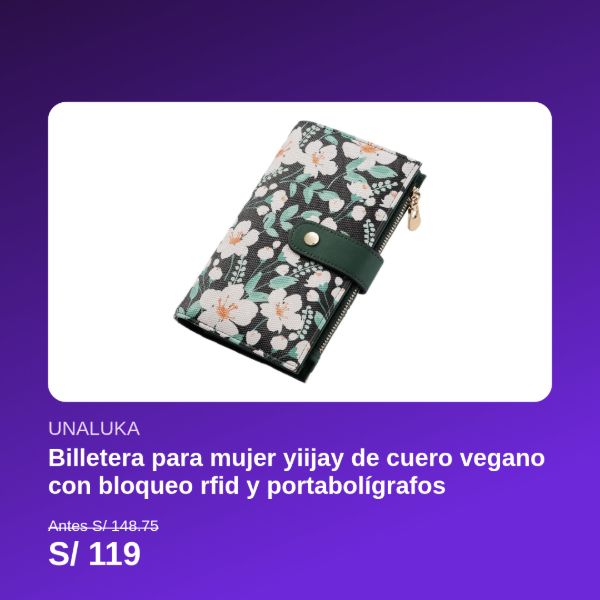 UNALUKA
Billetera para mujer yiijay de cuero vegano
con bloqueo rfid y portabolígrafos
Antes S/ 148.75
S/ 119